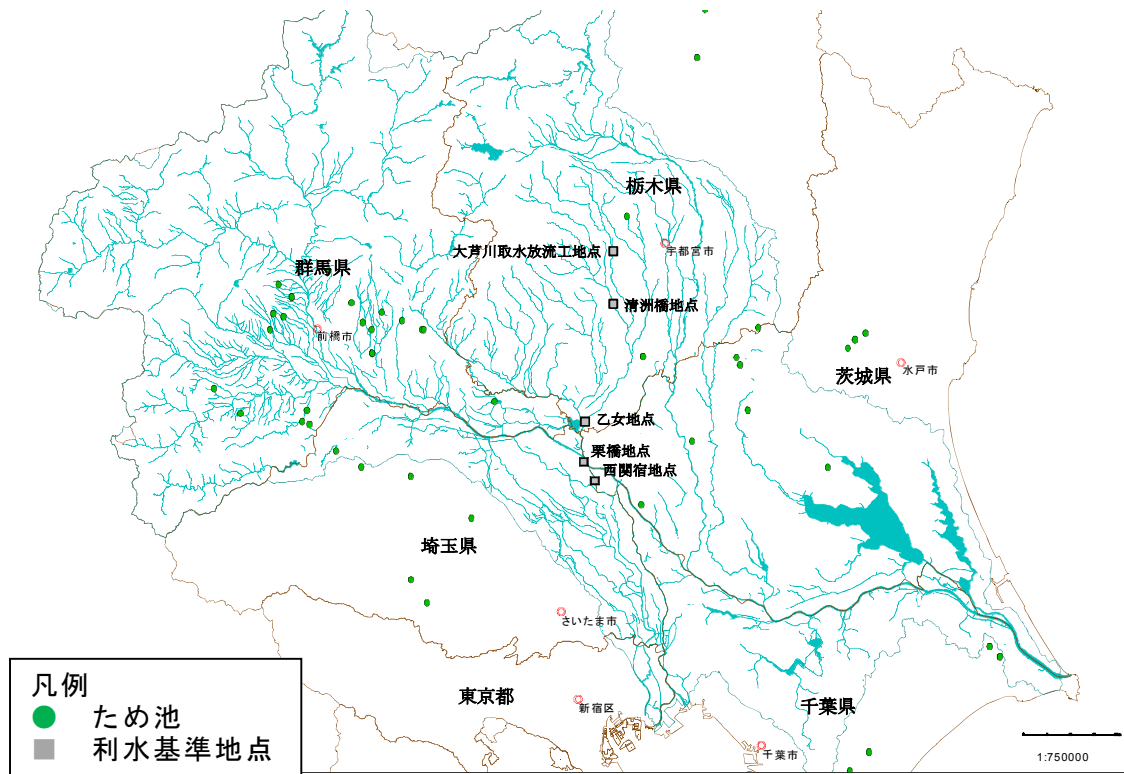 栃木県
大芦川取水放流工地点
宇都宮市
群馬県
清洲橋地点
前橋市
茨城県
水戸市
乙女地点
栗橋地点
西関宿地点
埼玉県
さいたま市
東京都
新宿区
千葉県
千葉市
1:750000
凡例
ため池
利水基準地点